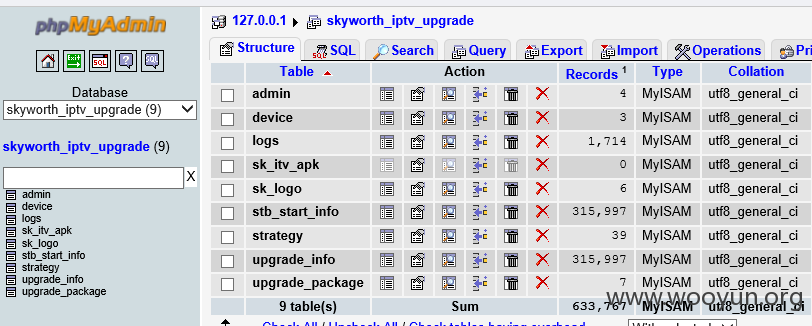 phpMyAdmin
SQL
?
SQL
Database
skyworth_iptv_upgrade (9)
skyworth_iptv_upgrade (9)
X
admin
device
logs
sk_itv_apk
sk_logo
stb_start_info
strategy
upgrade_info
upgrade_package
127.0.0.1 skyworth_iptv_upgrade
Structure SQL Search Query Export Import Operations Pri
Table Action Records 1 Type Collation
admin 4 MyISAM utf8_general_ci
device 3 MyISAM utf8_general_ci
logs 1,714 MyISAM utf8_general_ci
sk_itv_apk 0 MyISAM utf8_general_ci
sk_logo 6 MyISAM utf8_general_ci
stb_start_info 315,997 MyISAM utf8_general_ci
strategy 39 MyISAM utf8_general_ci
upgrade_info 315,997 MyISAM utf8_general_ci
upgrade_package 7 MyISAM utf8_general_ci
9 table(s) Sum 633,767 MyISAM utf8_general_ci
www.wooyun.org
Check All / Uncheck All / Check tables having overhead